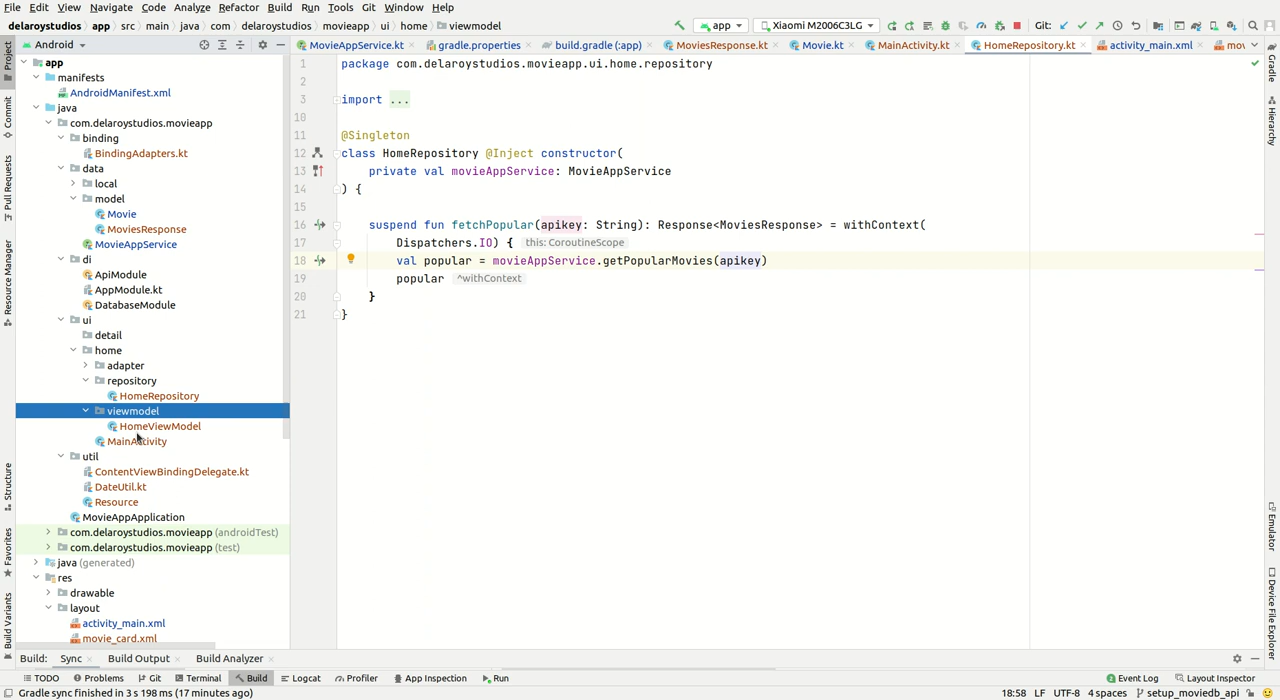 File Edit View Navigate Code Analyze Refactor Build Run Tools Git Window Help
delaroystudios app src main java com delaroystudios movieapp ui home viewmodel
app Xiaomi M2006C3LG Git:
Android
MovieAppService.kt gradle.properties build.gradle (:app) MoviesResponse.kt Movie.kt MainActivity.kt HomeRepository.kt activity_main.xml mov
Project
Commit
Pull Requests
Resource Manager
Structure
Favorites
Build Variants
app
manifests
AndroidManifest.xml
java
com.delaroystudios.movieapp
binding
BindingAdapters.kt
data
local
model
Movie
MoviesResponse
MovieAppService
di
ApiModule
AppModule.kt
DatabaseModule
ui
detail
home
adapter
repository
HomeRepository
viewmodel
HomeViewModel
MainActivity
util
ContentViewBindingDelegate.kt
DateUtil.kt
Resource
MovieAppApplication
com.delaroystudios.movieapp (androidTest)
com.delaroystudios.movieapp (test)
java (generated)
res
drawable
layout
activity_main.xml
movie_card.xml
1 package com.delaroystudios.movieapp.ui.home.repository
2
3 import ...
10
11 @Singleton
12 class HomeRepository @Inject constructor(
13 private val movieAppService: MovieAppService
14 ) {
15
16 suspend fun fetchPopular(apikey: String): Response<MoviesResponse> = withContext(
17 Dispatchers.IO) { this: CoroutineScope
18 val popular = movieAppService.getPopularMovies(apikey)
19 popular ^withContext
20 }
21 }
Gradle
Hierarchy
Emulator
Device File Explorer
Build: Sync Build Output Build Analyzer
TODO Problems Git Terminal Build Logcat Profiler App Inspection Run 2 Event Log Layout Inspector
Gradle sync finished in 3 s 198 ms (17 minutes ago) 18:58 LF UTF-8 4 spaces setup_moviedb_api